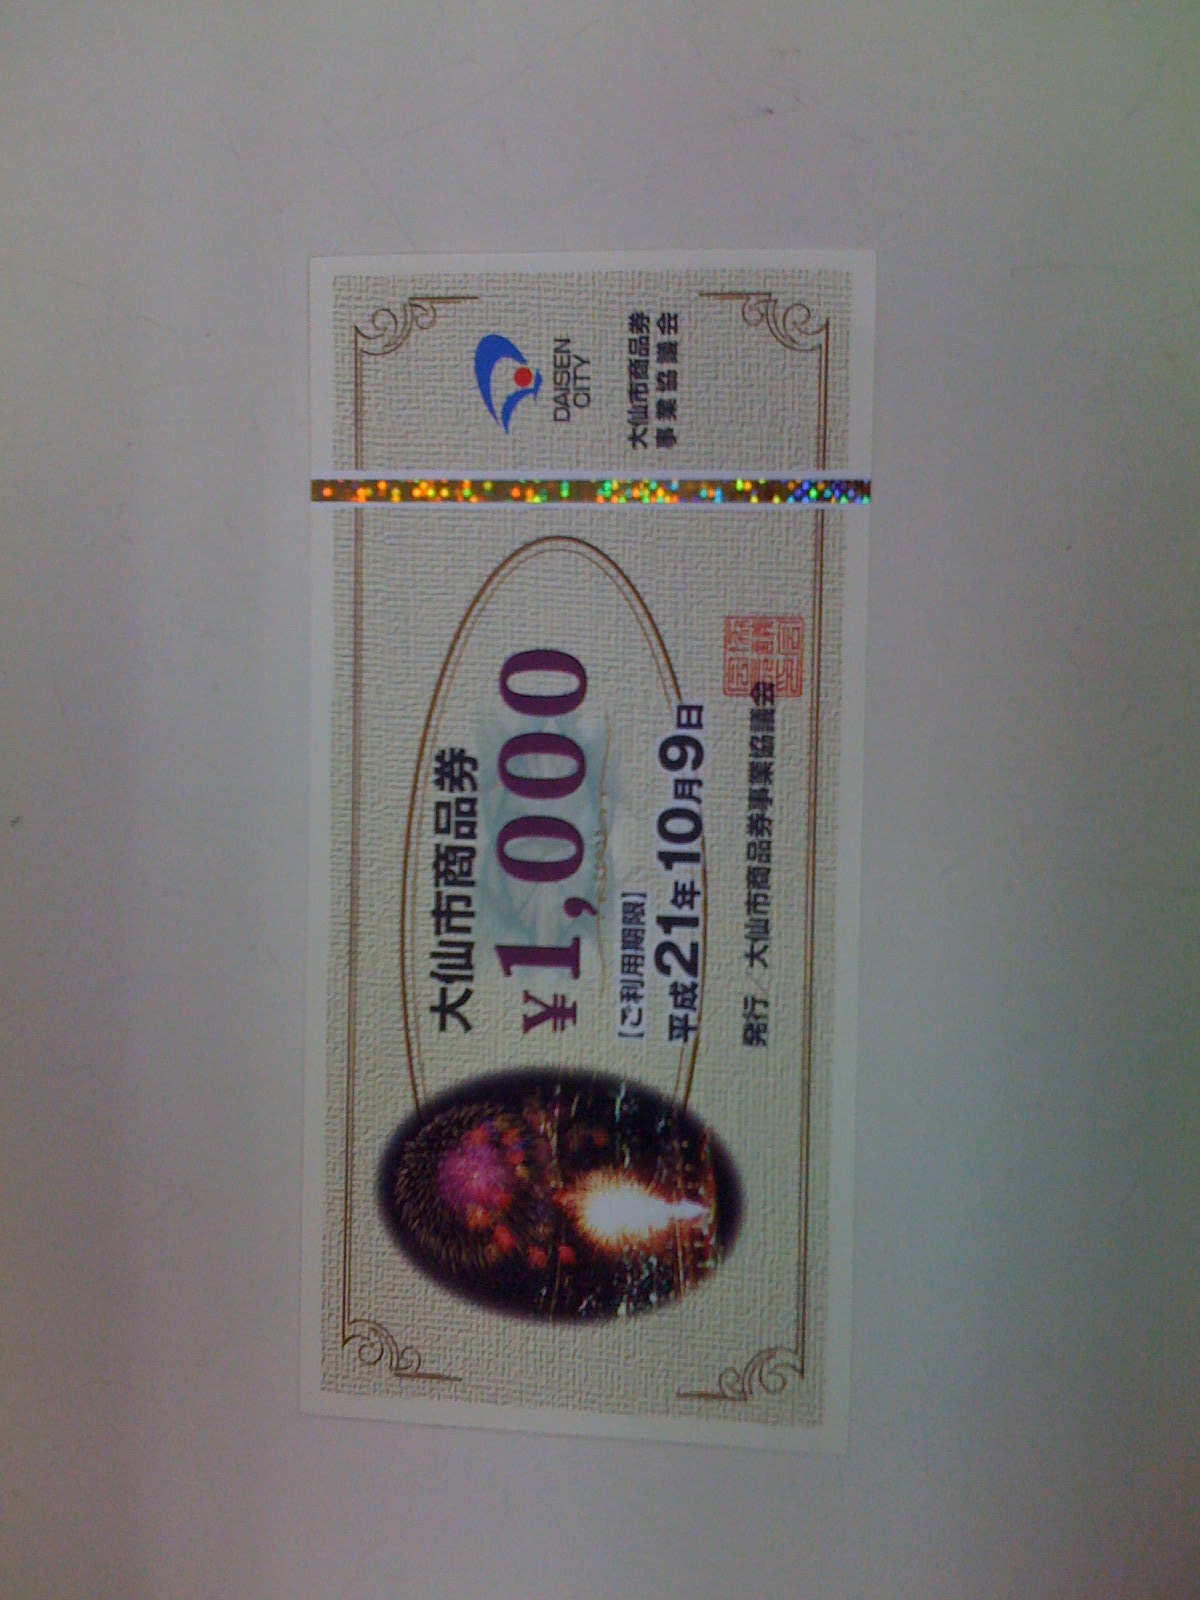 大仙市商品券
¥1,000
【ご利用期限】
平成21年10月9日
発行／大仙市商品券事業協議会
DAISEN
CITY
大仙市商品券
事業協議会